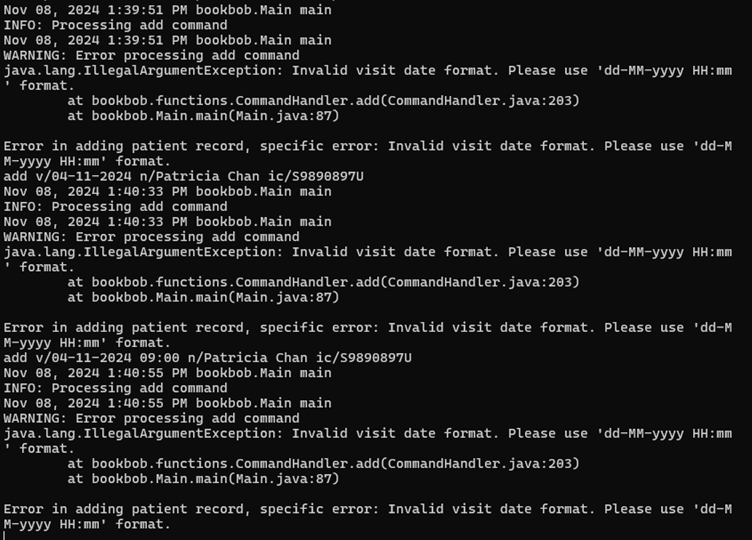 Nov 08, 2024 1:39:51 PM bookbob.Main main
INFO: Processing add command
Nov 08, 2024 1:39:51 PM bookbob.Main main
WARNING: Error processing add command
java.lang.IllegalArgumentException: Invalid visit date format. Please use 'dd-MM-yyyy HH:mm
' format.
        at bookbob.functions.CommandHandler.add(CommandHandler.java:203)
        at bookbob.Main.main(Main.java:87)

Error in adding patient record, specific error: Invalid visit date format. Please use 'dd-M
M-yyyy HH:mm' format.
add v/04-11-2024 n/Patricia Chan ic/S9890897U
Nov 08, 2024 1:40:33 PM bookbob.Main main
INFO: Processing add command
Nov 08, 2024 1:40:33 PM bookbob.Main main
WARNING: Error processing add command
java.lang.IllegalArgumentException: Invalid visit date format. Please use 'dd-MM-yyyy HH:mm
' format.
        at bookbob.functions.CommandHandler.add(CommandHandler.java:203)
        at bookbob.Main.main(Main.java:87)

Error in adding patient record, specific error: Invalid visit date format. Please use 'dd-M
M-yyyy HH:mm' format.
add v/04-11-2024 09:00 n/Patricia Chan ic/S9890897U
Nov 08, 2024 1:40:55 PM bookbob.Main main
INFO: Processing add command
Nov 08, 2024 1:40:55 PM bookbob.Main main
WARNING: Error processing add command
java.lang.IllegalArgumentException: Invalid visit date format. Please use 'dd-MM-yyyy HH:mm
' format.
        at bookbob.functions.CommandHandler.add(CommandHandler.java:203)
        at bookbob.Main.main(Main.java:87)

Error in adding patient record, specific error: Invalid visit date format. Please use 'dd-M
M-yyyy HH:mm' format.